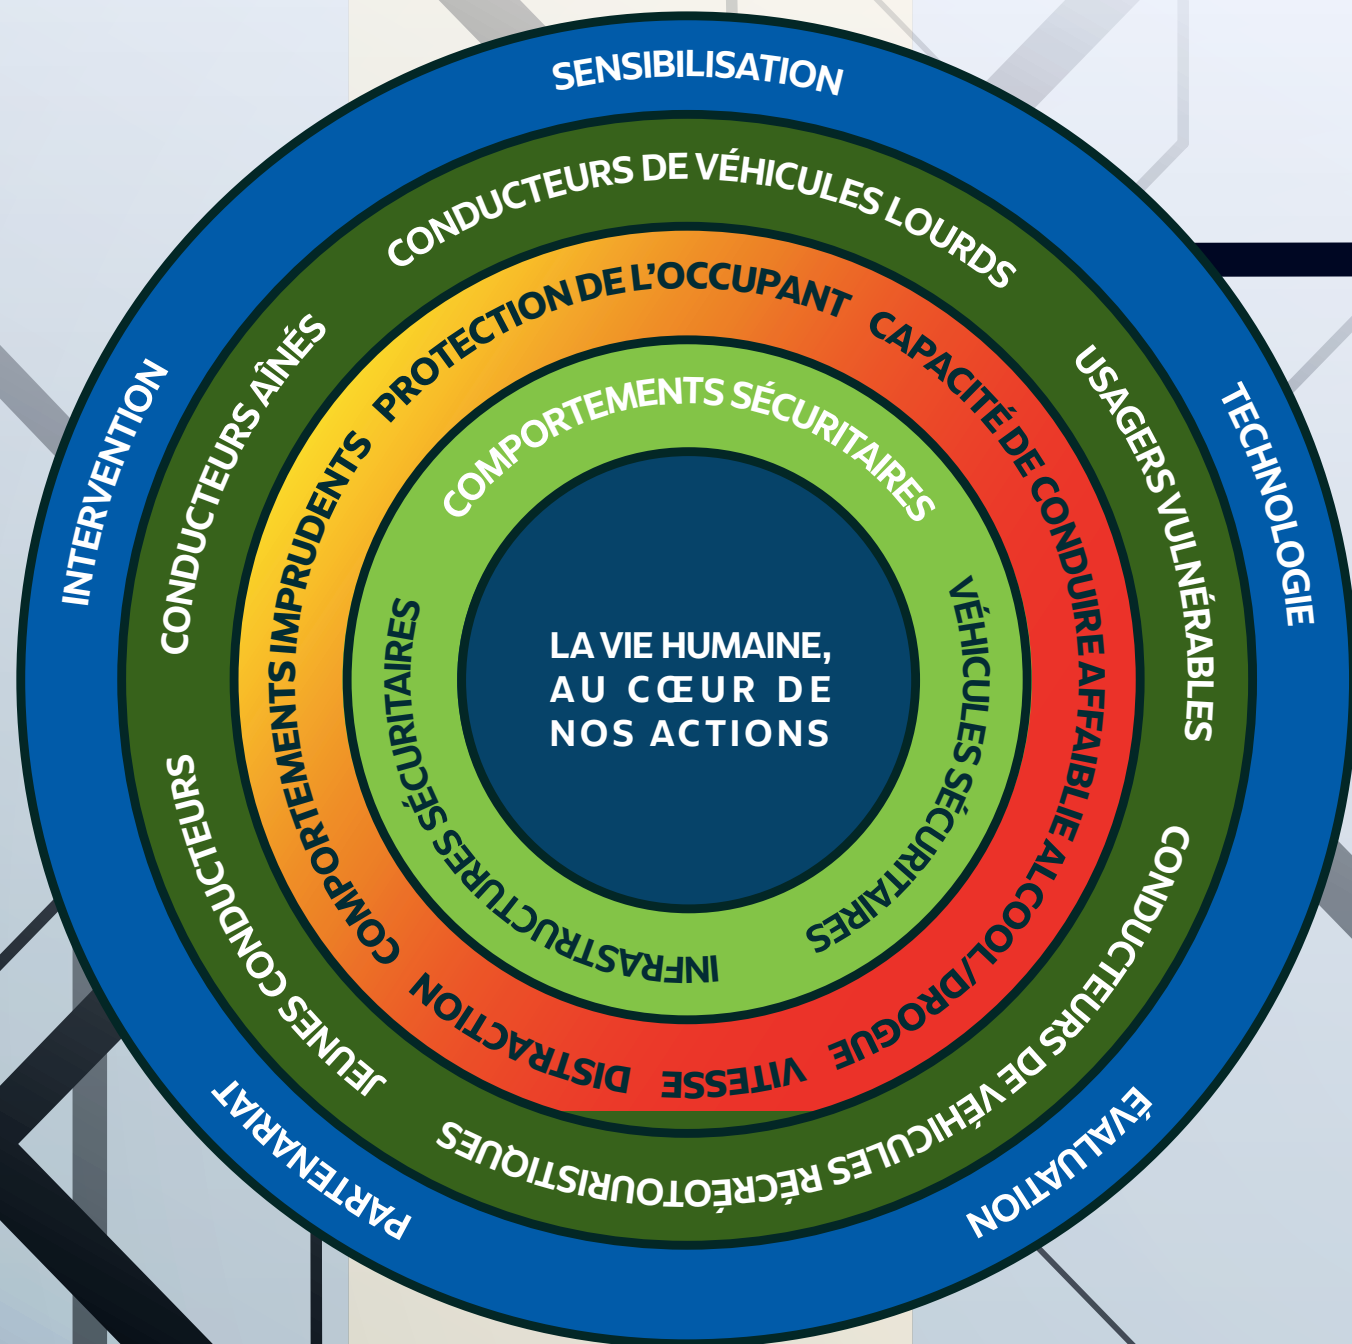 SENSIBILISATION
TECHNOLOGIE
ÉVALUATION
PARTENARIAT
INTERVENTION
CONDUCTEURS DE VÉHICULES LOURDS
USAGERS VULNÉRABLES
CONDUCTEURS DE VÉHICULES RÉCRÉOTOURISTIQUES
JEUNES CONDUCTEURS
CONDUCTEURS AÎNÉS
PROTECTION DE L’OCCUPANT
CAPACITÉ DE CONDUIRE AFFAIBLIE ALCOOL/DROGUE
VITESSE
DISTRACTION
COMPORTEMENTS IMPRUDENTS
COMPORTEMENTS SÉCURITAIRES
VÉHICULES SÉCURITAIRES
INFRASTRUCTURES SÉCURITAIRES
LA VIE HUMAINE,
AU CŒUR DE
NOS ACTIONS